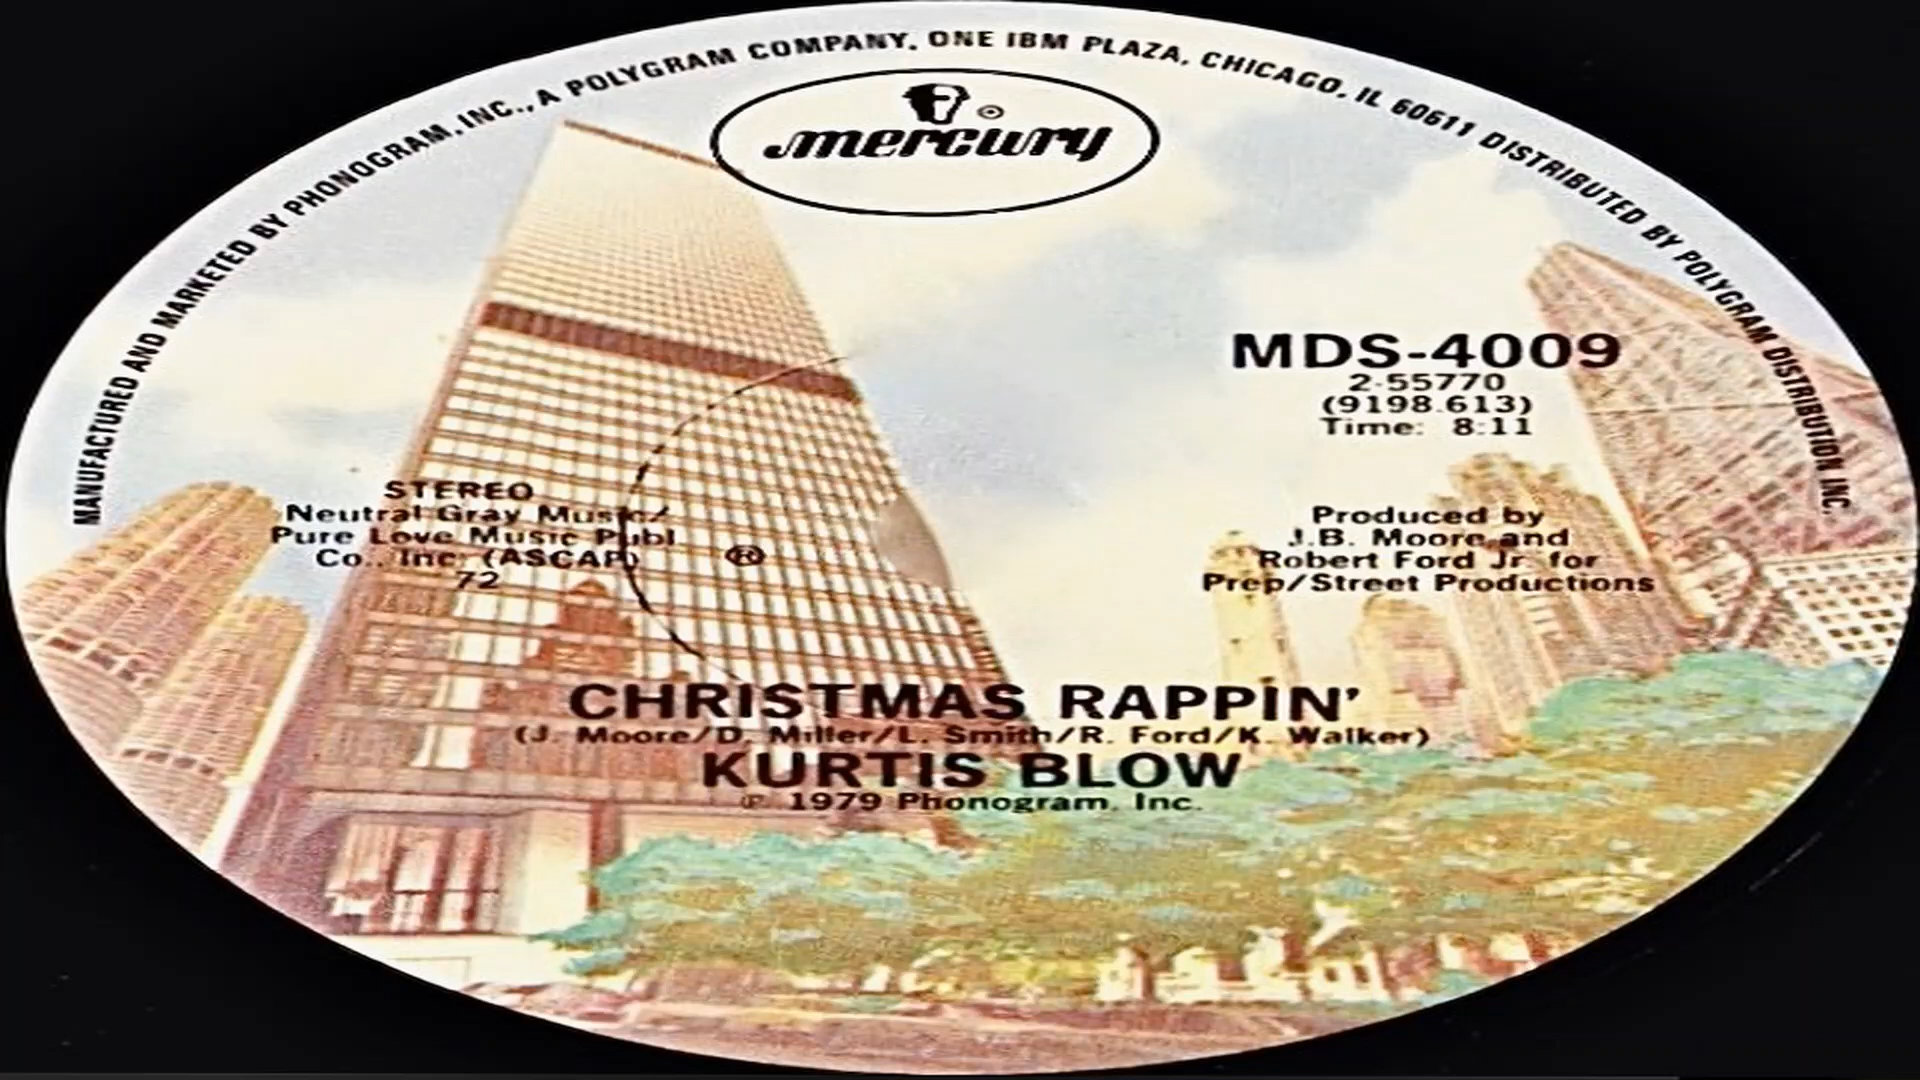 MANUFACTURED AND MARKETED BY PHONOGRAM, INC., A POLYGRAM COMPANY, ONE IBM PLAZA, CHICAGO, IL 60611 DISTRIBUTED BY POLYGRAM DISTRIBUTION INC.
mercury
MDS-4009
2-55770
(9198.613)
Time: 8:11
STEREO
Neutral Gray Music/
Pure Love Music Publ
Co., Inc. (ASCAP)
72
Produced by
J.B. Moore and
Robert Ford Jr. for
Prep/Street Productions
CHRISTMAS RAPPIN'
(J. Moore/D. Miller/L. Smith/R. Ford/K. Walker)
KURTIS BLOW
℗ 1979 Phonogram, Inc.